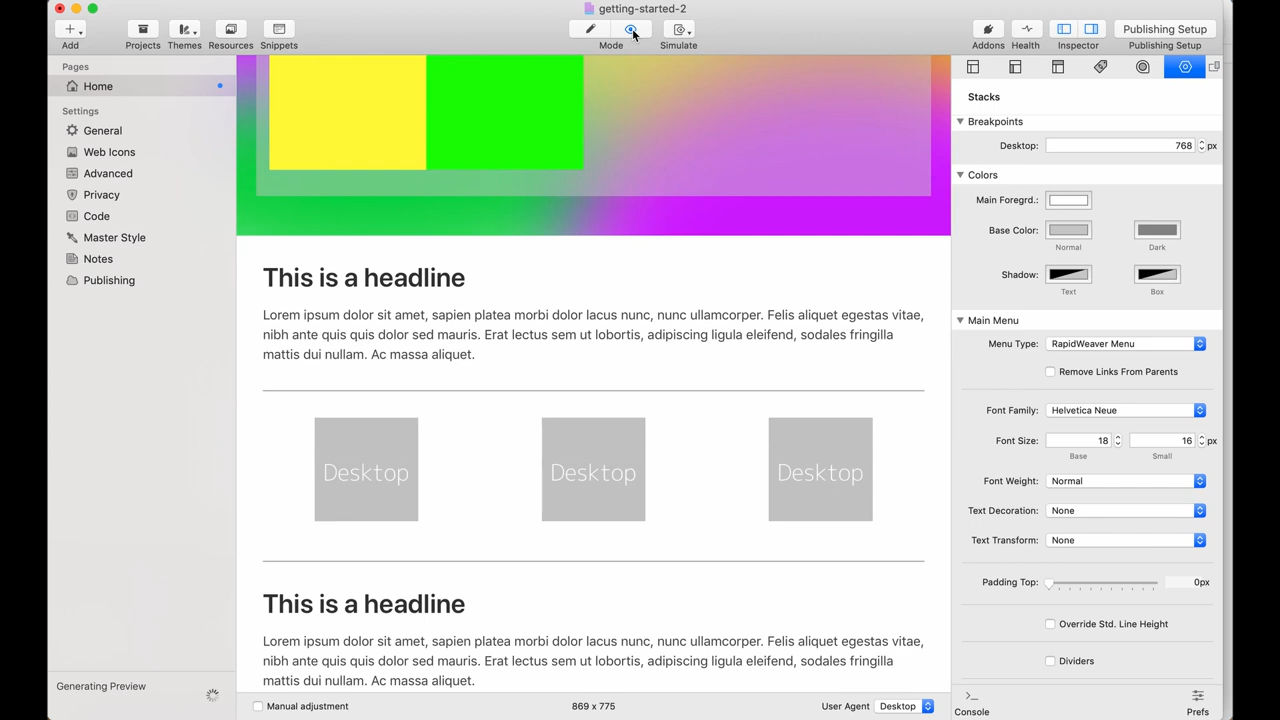 getting-started-2
Add
Projects
Themes
Resources
Snippets
Mode
Simulate
Addons
Health
Inspector
Publishing Setup
Publishing Setup
Pages
Home
Settings
General
Web Icons
Advanced
Privacy
Code
Master Style
Notes
Publishing
Generating Preview
This is a headline
Lorem ipsum dolor sit amet, sapien platea morbi dolor lacus nunc, nunc ullamcorper. Felis aliquet egestas vitae,
nibh ante quis quis dolor sed mauris. Erat lectus sem ut lobortis, adipiscing ligula eleifend, sodales fringilla
mattis dui nullam. Ac massa aliquet.
Desktop
Desktop
Desktop
This is a headline
Lorem ipsum dolor sit amet, sapien platea morbi dolor lacus nunc, nunc ullamcorper. Felis aliquet egestas vitae,
nibh ante quis quis dolor sed mauris. Erat lectus sem ut lobortis, adipiscing ligula eleifend, sodales fringilla
mattis dui nullam. Ac massa aliquet.
Manual adjustment
869 x 775
User Agent Desktop
Stacks
Breakpoints
Desktop: 768 px
Colors
Main Foregrd.:
Base Color:
Normal Dark
Shadow:
Text Box
Main Menu
Menu Type: RapidWeaver Menu
Remove Links From Parents
Font Family: Helvetica Neue
Font Size: 18 16 px
Base Small
Font Weight: Normal
Text Decoration: None
Text Transform: None
Padding Top: 0px
Override Std. Line Height
Dividers
Console
Prefs